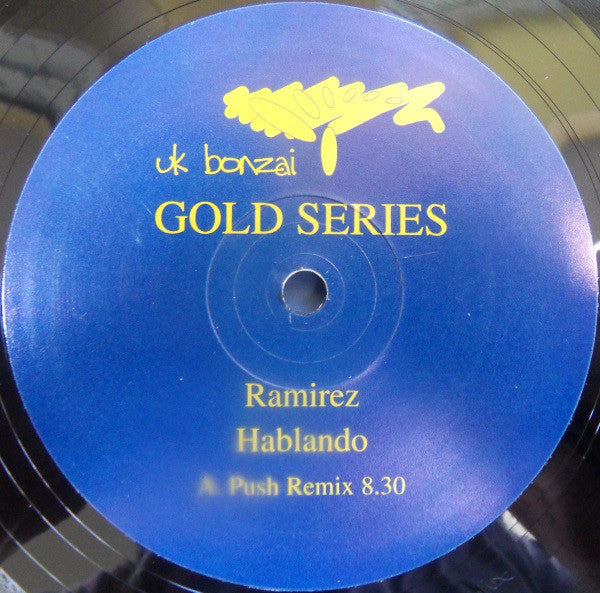 uk bonzai
GOLD SERIES
Ramirez
Hablando
A. Push Remix 8.30